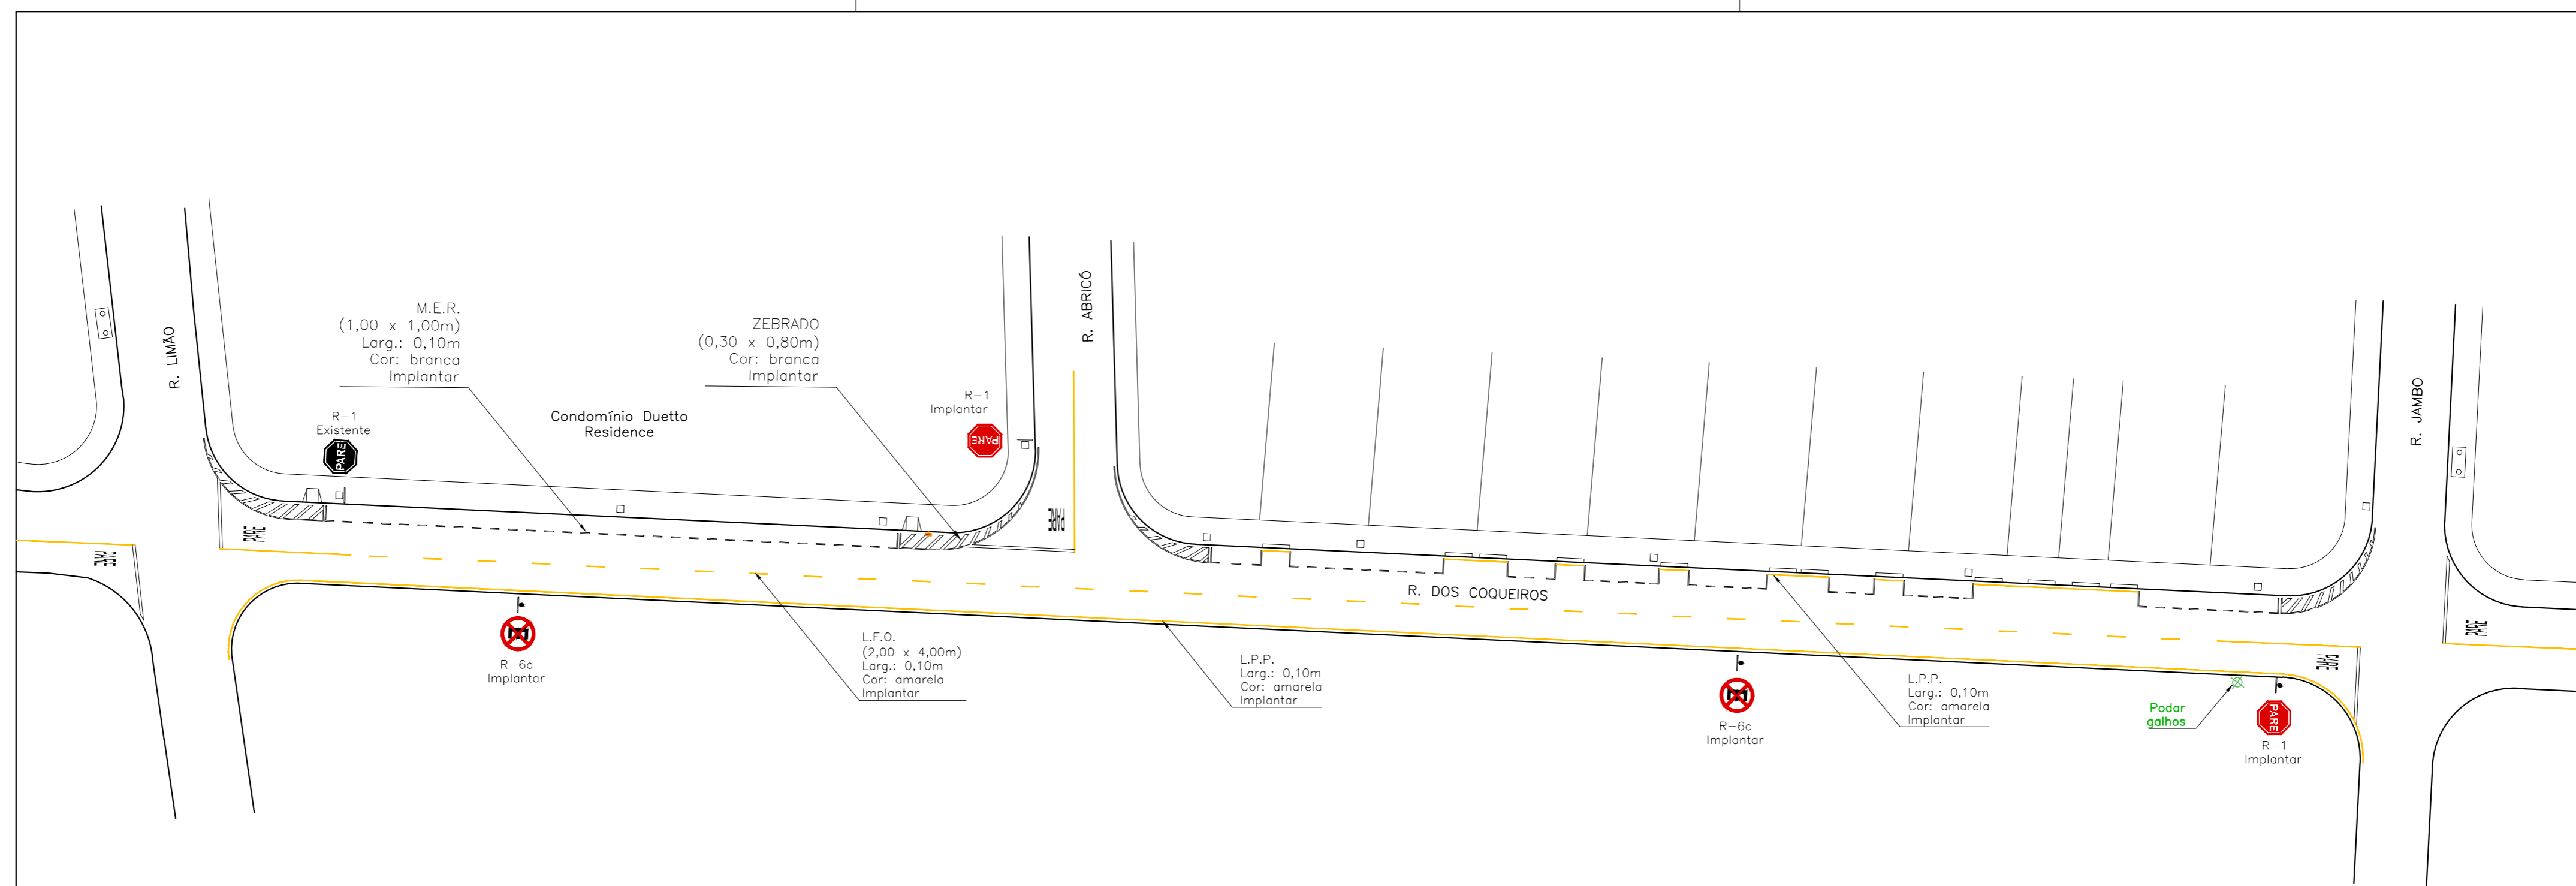 R. LIMÃO
M.E.R.
(1,00 x 1,00m)
Larg.: 0,10m
Cor: branca
Implantar
R-1
Existente
PARE
Condomínio Duetto
Residence
ZEBRADO
(0,30 x 0,80m)
Cor: branca
Implantar
R-1
Implantar
PARE
R. ABRICÓ
R. JAMBO
PARE
PARE
PARE
R. DOS COQUEIROS
PARE
PARE
R-6c
Implantar
L.F.O.
(2,00 x 4,00m)
Larg.: 0,10m
Cor: amarela
Implantar
L.P.P.
Larg.: 0,10m
Cor: amarela
Implantar
R-6c
Implantar
L.P.P.
Larg.: 0,10m
Cor: amarela
Implantar
Podar
galhos
PARE
R-1
Implantar